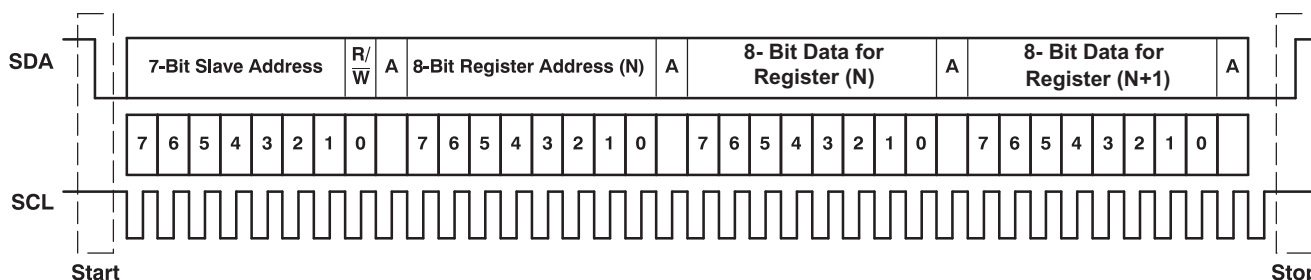 SDA
7-Bit Slave Address
R/
W
A
8-Bit Register Address (N)
A
8- Bit Data for
Register (N)
A
8- Bit Data for
Register (N+1)
A
7 6 5 4 3 2 1 0 7 6 5 4 3 2 1 0 7 6 5 4 3 2 1 0 7 6 5 4 3 2 1 0
SCL
Start
Stop